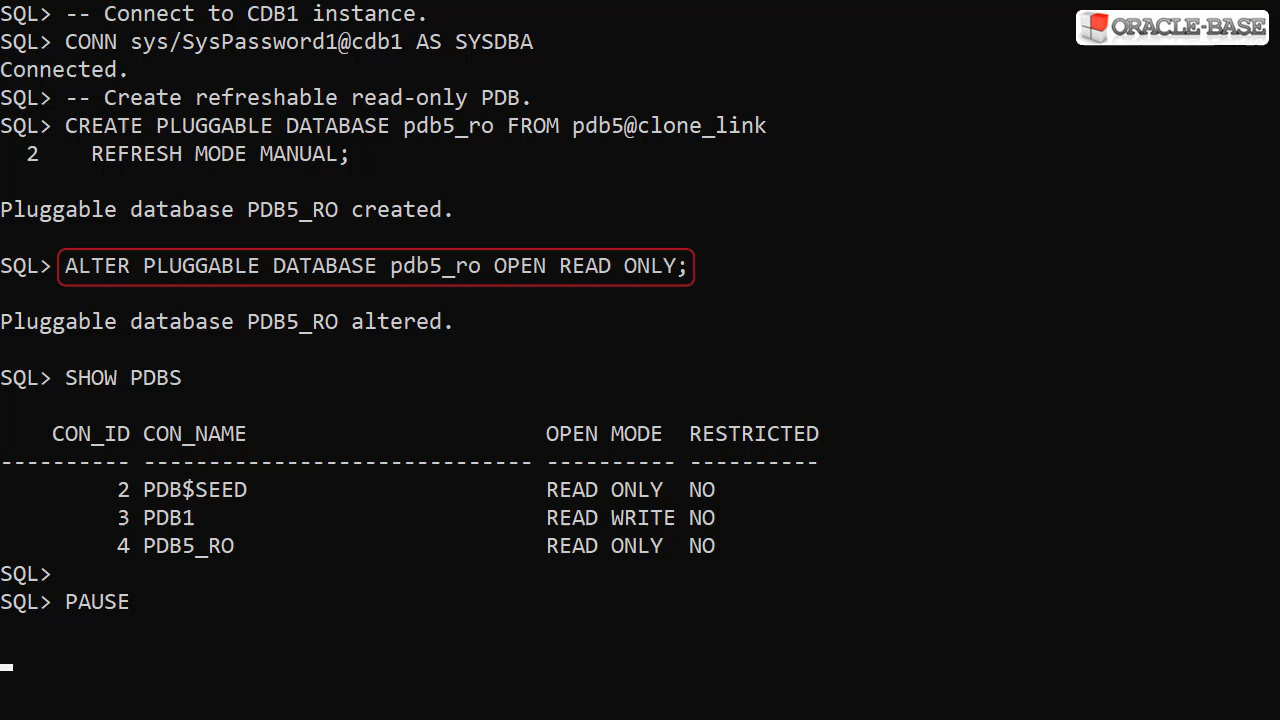 SQL> -- Connect to CDB1 instance.
ORACLE-BASE
SQL> CONN sys/SysPassword1@cdb1 AS SYSDBA
Connected.
SQL> -- Create refreshable read-only PDB.
SQL> CREATE PLUGGABLE DATABASE pdb5_ro FROM pdb5@clone_link
  2    REFRESH MODE MANUAL;
Pluggable database PDB5_RO created.
SQL> ALTER PLUGGABLE DATABASE pdb5_ro OPEN READ ONLY;
Pluggable database PDB5_RO altered.
SQL> SHOW PDBS
    CON_ID CON_NAME                       OPEN MODE  RESTRICTED
---------- ------------------------------ ---------- ----------
         2 PDB$SEED                       READ ONLY  NO
         3 PDB1                           READ WRITE NO
         4 PDB5_RO                        READ ONLY  NO
SQL>
SQL> PAUSE